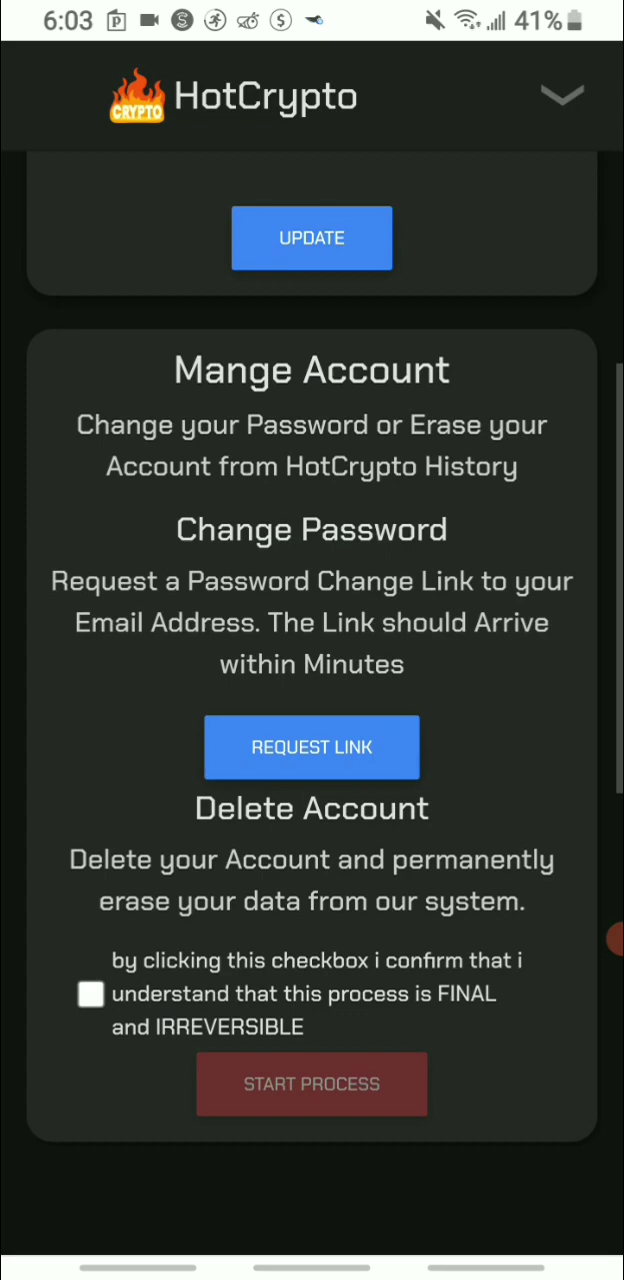 6:03 41%
CRYPTO HotCrypto
UPDATE
Mange Account
Change your Password or Erase your
Account from HotCrypto History
Change Password
Request a Password Change Link to your
Email Address. The Link should Arrive
within Minutes
REQUEST LINK
Delete Account
Delete your Account and permanently
erase your data from our system.
by clicking this checkbox i confirm that i
understand that this process is FINAL
and IRREVERSIBLE
START PROCESS